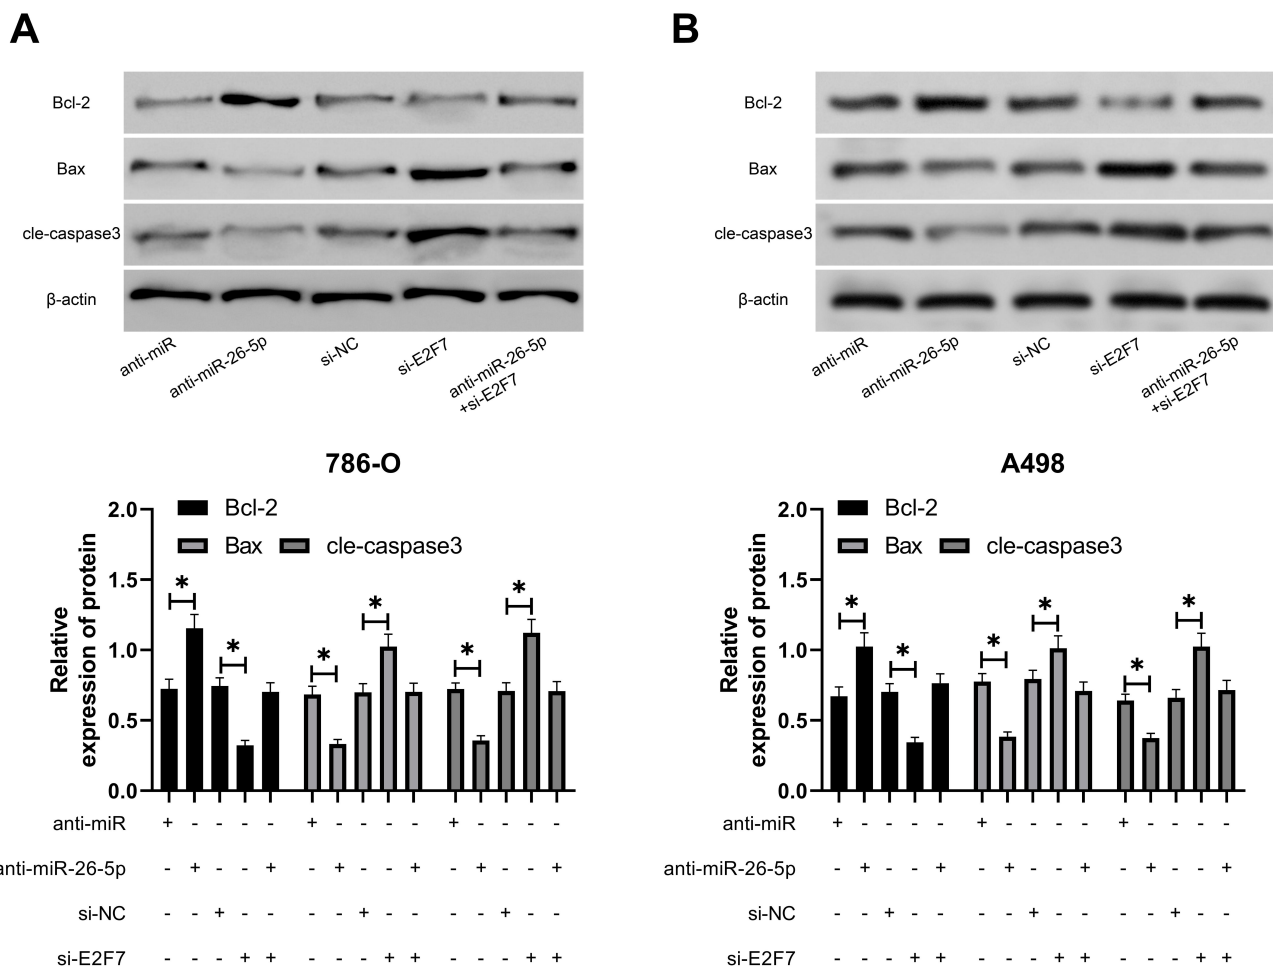 A
B
Bcl-2
Bax
cle-caspase3
β-actin
anti-miR
anti-miR-26-5p
si-NC
si-E2F7
anti-miR-26-5p
+si-E2F7
Bcl-2
Bax
cle-caspase3
β-actin
anti-miR
anti-miR-26-5p
si-NC
si-E2F7
anti-miR-26-5p
+si-E2F7
786-O
Relative
expression of protein
2.0
1.5
1.0
0.5
0.0
Bcl-2
Bax cle-caspase3
* * * * * *
anti-miR + - - - - + - - - - + - - - -
anti-miR-26-5p - + - - + - + - - + - + - - +
si-NC - - + - - - - + - - - - + - -
si-E2F7 - - - + + - - - + + - - - + +
A498
Relative
expression of protein
2.0
1.5
1.0
0.5
0.0
Bcl-2
Bax cle-caspase3
* * * * * *
anti-miR + - - - - + - - - - + - - - -
anti-miR-26-5p - + - - + - + - - + - + - - +
si-NC - - + - - - - + - - - - + - -
si-E2F7 - - - + + - - - + + - - - + +